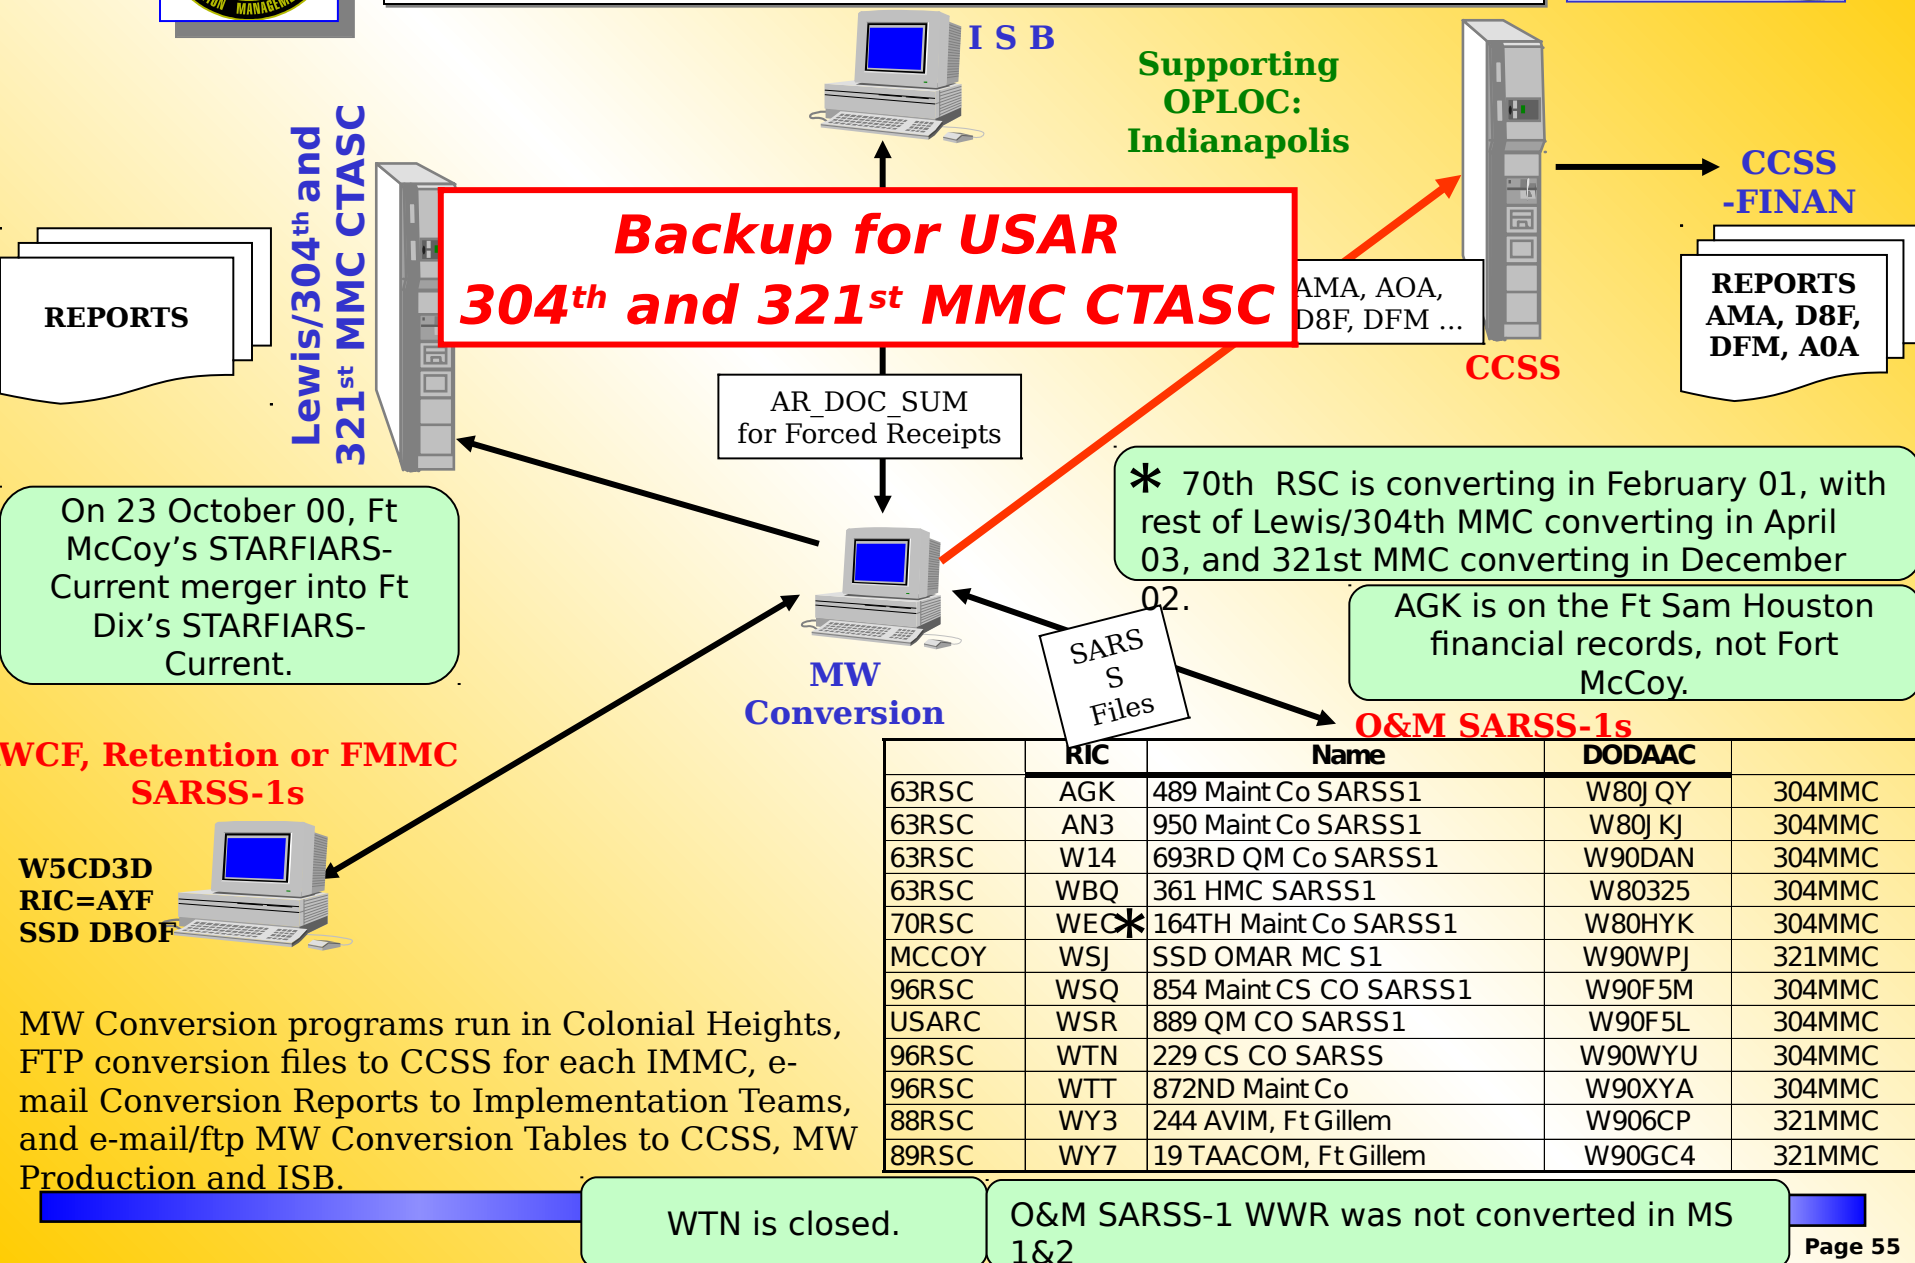 MANAGEM
I S B
Supporting
OPLOC:
Indianapolis
Lewis/304th and
321st MMC CTASC
CCSS
-FINAN
Backup for USAR
304th and 321st MMC CTASC
AMA, AOA,
D8F, DFM ...
REPORTS
REPORTS
AMA, D8F,
DFM, A0A
CCSS
AR_DOC_SUM
for Forced Receipts
* 70th RSC is converting in February 01, with
rest of Lewis/304th MMC converting in April
03, and 321st MMC converting in December
02.
On 23 October 00, Ft
McCoy’s STARFIARS-
Current merger into Ft
Dix’s STARFIARS-
Current.
AGK is on the Ft Sam Houston
financial records, not Fort
McCoy.
SARS
S
Files
MW
Conversion
O&M SARSS-1s
WCF, Retention or FMMC
SARSS-1s
W5CD3D
RIC=AYF
SSD DBOF
RIC Name DODAAC
63RSC AGK 489 Maint Co SARSS1 W80JQY 304MMC
63RSC AN3 950 Maint Co SARSS1 W80JKJ 304MMC
63RSC W14 693RD QM Co SARSS1 W90DAN 304MMC
63RSC WBQ 361 HMC SARSS1 W80325 304MMC
70RSC WEC* 164TH Maint Co SARSS1 W80HYK 304MMC
MCCOY WSJ SSD OMAR MC S1 W90WPJ 321MMC
96RSC WSQ 854 Maint CS CO SARSS1 W90F5M 304MMC
USARC WSR 889 QM CO SARSS1 W90F5L 304MMC
96RSC WTN 229 CS CO SARSS W90WYU 304MMC
96RSC WTT 872ND Maint Co W90XYA 304MMC
88RSC WY3 244 AVIM, Ft Gillem W906CP 321MMC
89RSC WY7 19 TAACOM, Ft Gillem W90GC4 321MMC
MW Conversion programs run in Colonial Heights,
FTP conversion files to CCSS for each IMMC, e-
mail Conversion Reports to Implementation Teams,
and e-mail/ftp MW Conversion Tables to CCSS, MW
Production and ISB.
WTN is closed.
O&M SARSS-1 WWR was not converted in MS
1&2
Page 55